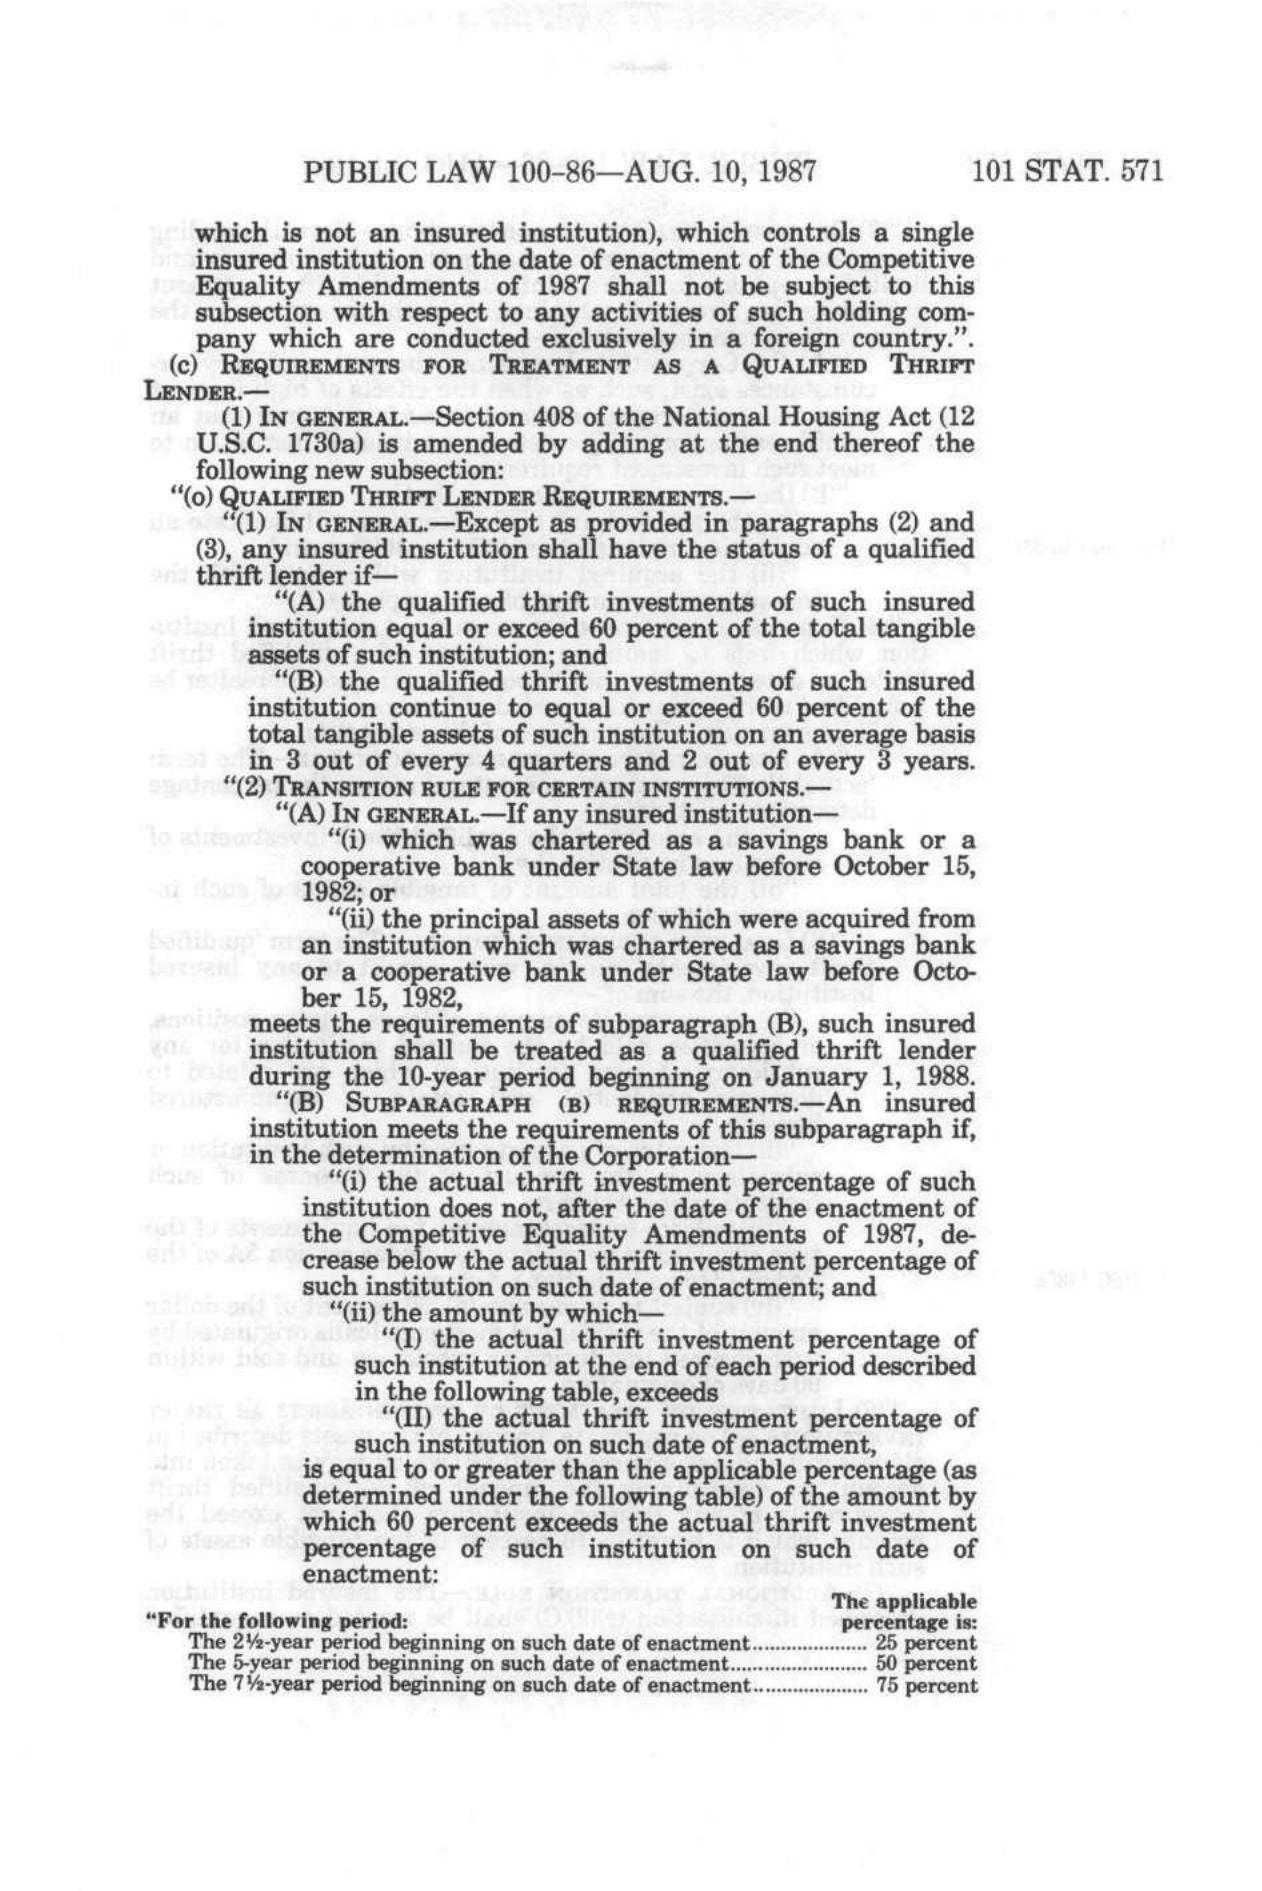 PUBLIC LAW 100-86—AUG. 10, 1987 101 STAT. 571
which is not an insured institution), which controls a single
insured institution on the date of enactment of the Competitive
Equality Amendments of 1987 shall not be subject to this
subsection with respect to any activities of such holding com-
pany which are conducted exclusively in a foreign country.”.
(c) REQUIREMENTS FOR TREATMENT AS A QUALIFIED THRIFT
LENDER.—
(1) IN GENERAL.—Section 408 of the National Housing Act (12
U.S.C. 1730a) is amended by adding at the end thereof the
following new subsection:
“(o) QUALIFIED THRIFT LENDER REQUIREMENTS.—
“(1) IN GENERAL.—Except as provided in paragraphs (2) and
(3), any insured institution shall have the status of a qualified
thrift lender if—
“(A) the qualified thrift investments of such insured
institution equal or exceed 60 percent of the total tangible
assets of such institution; and
“(B) the qualified thrift investments of such insured
institution continue to equal or exceed 60 percent of the
total tangible assets of such institution on an average basis
in 3 out of every 4 quarters and 2 out of every 3 years.
“(2) TRANSITION RULE FOR CERTAIN INSTITUTIONS.—
“(A) IN GENERAL.—If any insured institution—
“(i) which was chartered as a savings bank or a
cooperative bank under State law before October 15,
1982; or
“(ii) the principal assets of which were acquired from
an institution which was chartered as a savings bank
or a cooperative bank under State law before Octo-
ber 15, 1982,
meets the requirements of subparagraph (B), such insured
institution shall be treated as a qualified thrift lender
during the 10-year period beginning on January 1, 1988.
“(B) SUBPARAGRAPH (B) REQUIREMENTS.—An insured
institution meets the requirements of this subparagraph if,
in the determination of the Corporation—
“(i) the actual thrift investment percentage of such
institution does not, after the date of the enactment of
the Competitive Equality Amendments of 1987, de-
crease below the actual thrift investment percentage of
such institution on such date of enactment; and
“(ii) the amount by which—
“(I) the actual thrift investment percentage of
such institution at the end of each period described
in the following table, exceeds
“(II) the actual thrift investment percentage of
such institution on such date of enactment,
is equal to or greater than the applicable percentage (as
determined under the following table) of the amount by
which 60 percent exceeds the actual thrift investment
percentage of such institution on such date of
enactment:
The applicable
“For the following period: percentage is:
The 2½-year period beginning on such date of enactment..................... 25 percent
The 5-year period beginning on such date of enactment......................... 50 percent
The 7½-year period beginning on such date of enactment..................... 75 percent